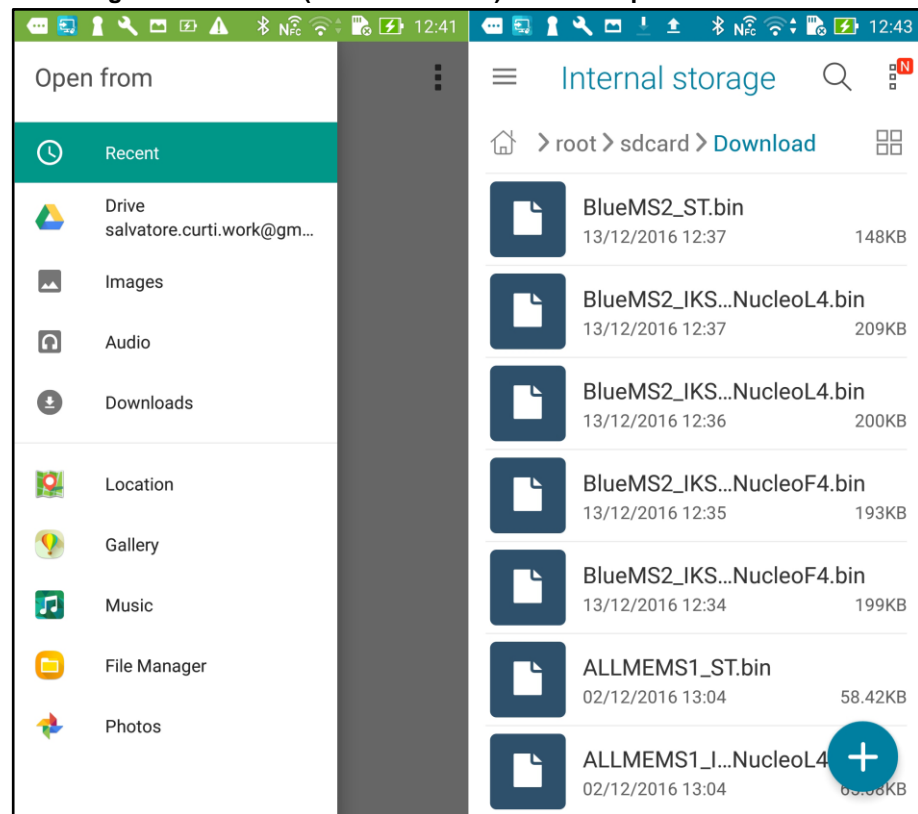 12:41
Open from
Recent
Drive
salvatore.curti.work@gm...
Images
Audio
Downloads
Location
Gallery
Music
File Manager
Photos
12:43
Internal storage
N
root > sdcard > Download
BlueMS2_ST.bin
13/12/2016 12:37 148KB
BlueMS2_IKS...NucleoL4.bin
13/12/2016 12:37 209KB
BlueMS2_IKS...NucleoL4.bin
13/12/2016 12:36 200KB
BlueMS2_IKS...NucleoF4.bin
13/12/2016 12:35 193KB
BlueMS2_IKS...NucleoF4.bin
13/12/2016 12:34 199KB
ALLMEMS1_ST.bin
02/12/2016 13:04 58.42KB
ALLMEMS1_I...NucleoL4
02/12/2016 13:04